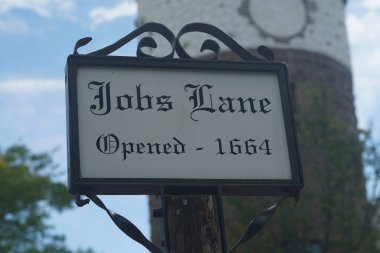 Jobs Lane
Opened - 1664